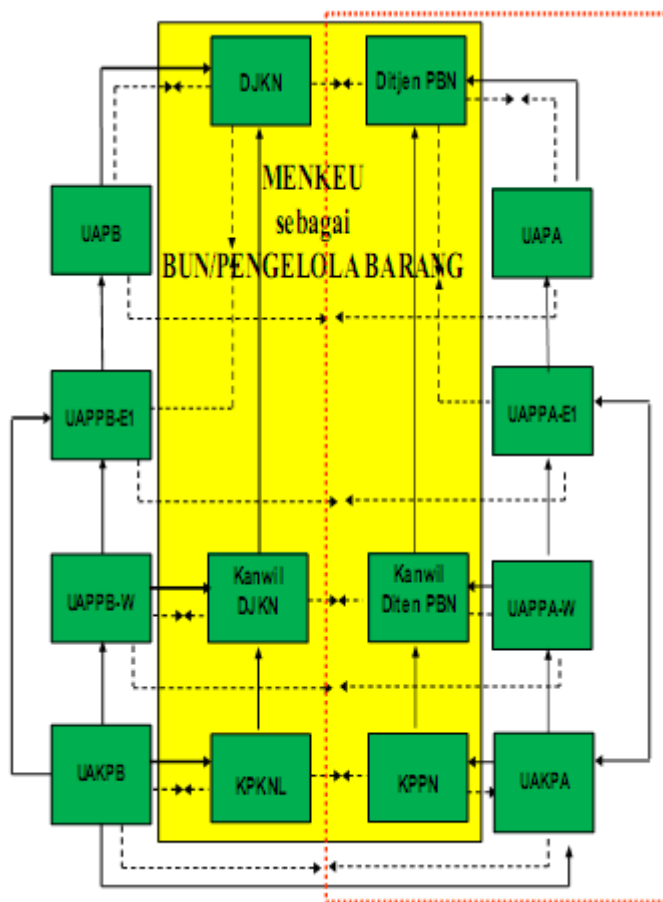 DJKN
Ditjen PBN
MENKEU
sebagai
BUN/PENGELOLA BARANG
UAPB
UAPA
UAPPB-E1
UAPPA-E1
UAPPB-W
Kanwil
DJKN
Kanwil
Diten PBN
UAPPA-W
UAKPB
KPKNL
KPPN
UAKPA